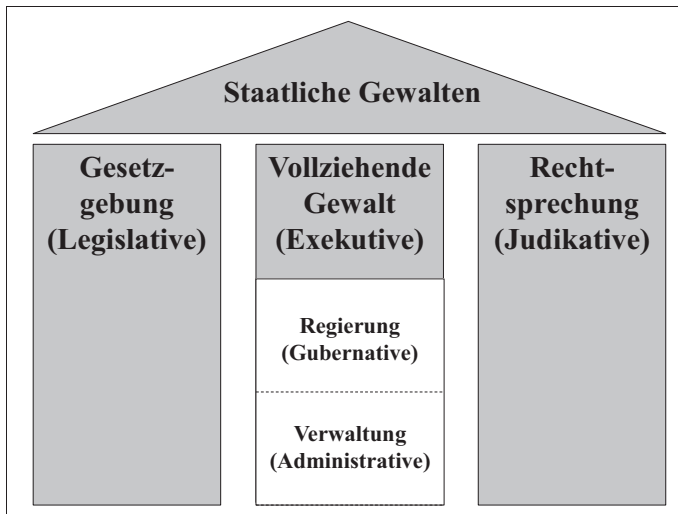 Staatliche Gewalten
Gesetz-
gebung
(Legislative)
Vollziehende
Gewalt
(Exekutive)
Regierung
(Gubernative)
Verwaltung
(Administrative)
Recht-
sprechung
(Judikative)